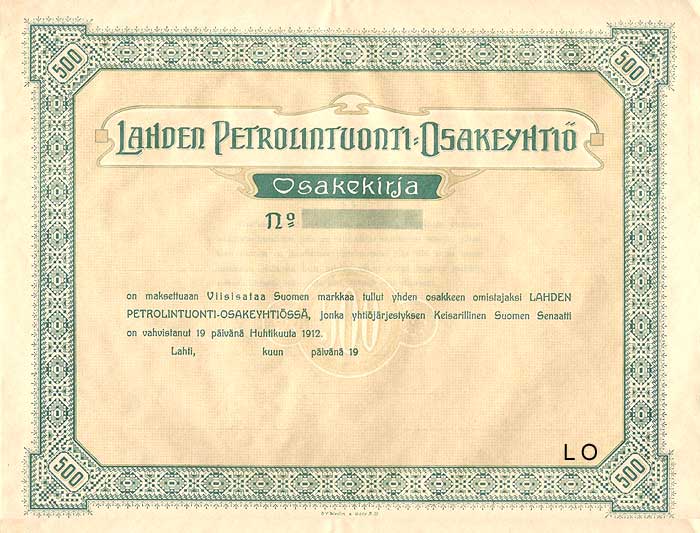 500 500
LAHDEN PETROLINTUONTI-OSAKEYHTIÖ
Osakekirja
No
on maksettuaan Viisisataa Suomen markkaa tullut yhden osakkeen omistajaksi LAHDEN
PETROLINTUONTI-OSAKEYHTIÖSSÄ, jonka yhtiöjärjestyksen Keisarillinen Suomen Senaatti
on vahvistanut 19 päivänä Huhtikuuta 1912.
500
Lahti, kuun päivänä 19
L O
500 500